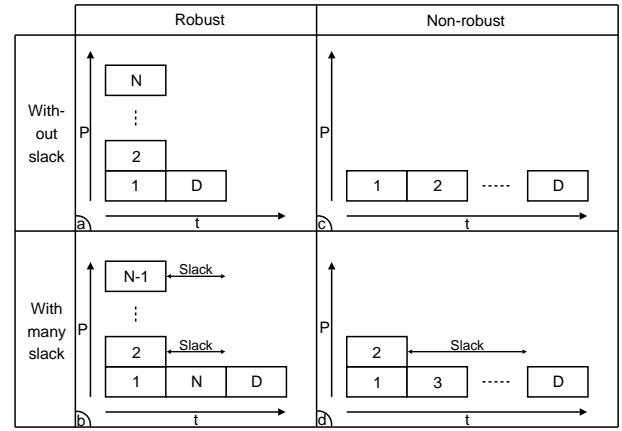 Robust
Non-robust
With-
out
slack
P
N
2
1 D
a
t
P
1 2 D
c
t
With
many
slack
P
N-1 Slack
2 Slack
1 N D
b
t
P
2 Slack
1 3 D
d
t